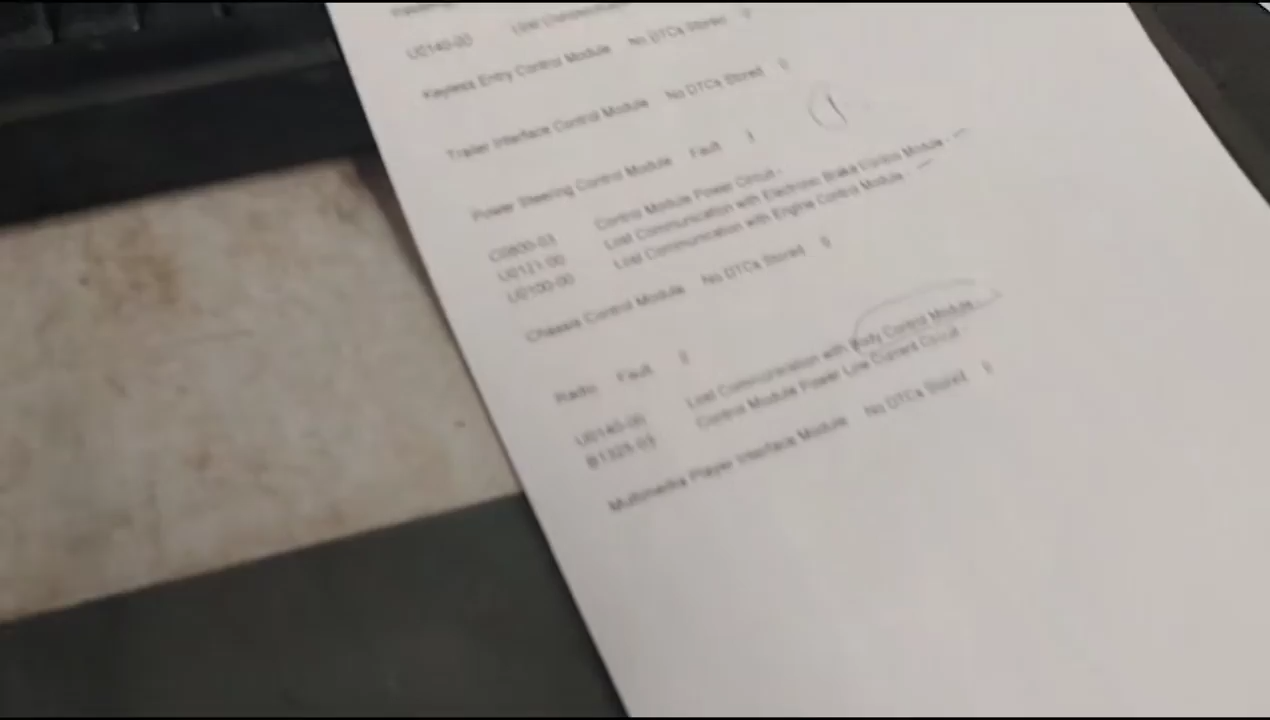 U0140-00 Lost Communication
Keyless Entry Control Module No DTCs Stored 0
Trailer Interface Control Module No DTCs Stored 0
Power Steering Control Module Fault
C0800-03 Control Module Power Circuit -
U0121-00 Lost Communication with Electronic Brake Control Module -
U0100-00 Lost Communication with Engine Control Module -
Chassis Control Module No DTCs Stored 0
Radio Fault
U0140-00 Lost Communication with Body Control Module
B1325-03 Control Module Power Line Current Circuit -
Multimedia Player Interface Module No DTCs Stored